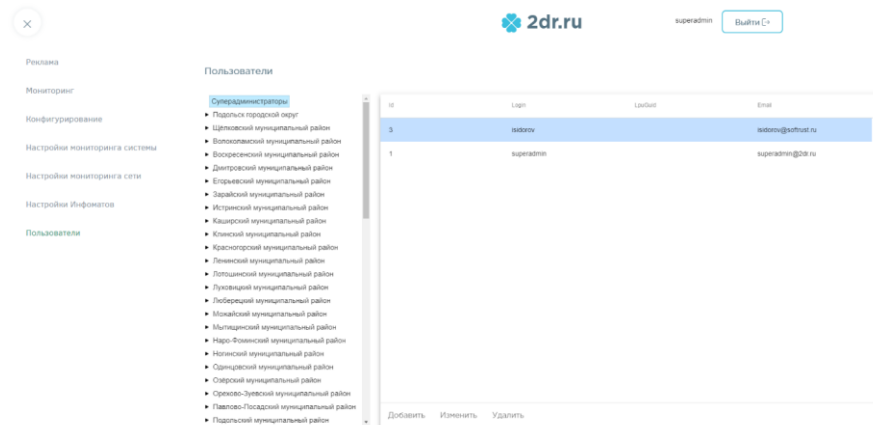 2dr.ru
superadmin
Выйти
Реклама
Мониторинг
Конфигурирование
Настройки мониторинга системы
Настройки мониторинга сети
Настройки Инфоматов
Пользователи
Пользователи
Суперадминистраторы
Подольск городской округ
Щёлковский муниципальный район
Волоколамский муниципальный район
Воскресенский муниципальный район
Дмитровский муниципальный район
Егорьевский муниципальный район
Зарайский муниципальный район
Истринский муниципальный район
Каширский муниципальный район
Клинский муниципальный район
Красногорский муниципальный район
Ленинский муниципальный район
Лотошинский муниципальный район
Луховицкий муниципальный район
Люберецкий муниципальный район
Можайский муниципальный район
Мытищинский муниципальный район
Наро-Фоминский муниципальный район
Ногинский муниципальный район
Одинцовский муниципальный район
Озёрский муниципальный район
Орехово-Зуевский муниципальный район
Павлово-Посадский муниципальный район
Подольский муниципальный район
Id Login LpuGuid Email
3 isidorov isidorov@softrust.ru
1 superadmin superadmin@2dr.ru
Добавить Изменить Удалить